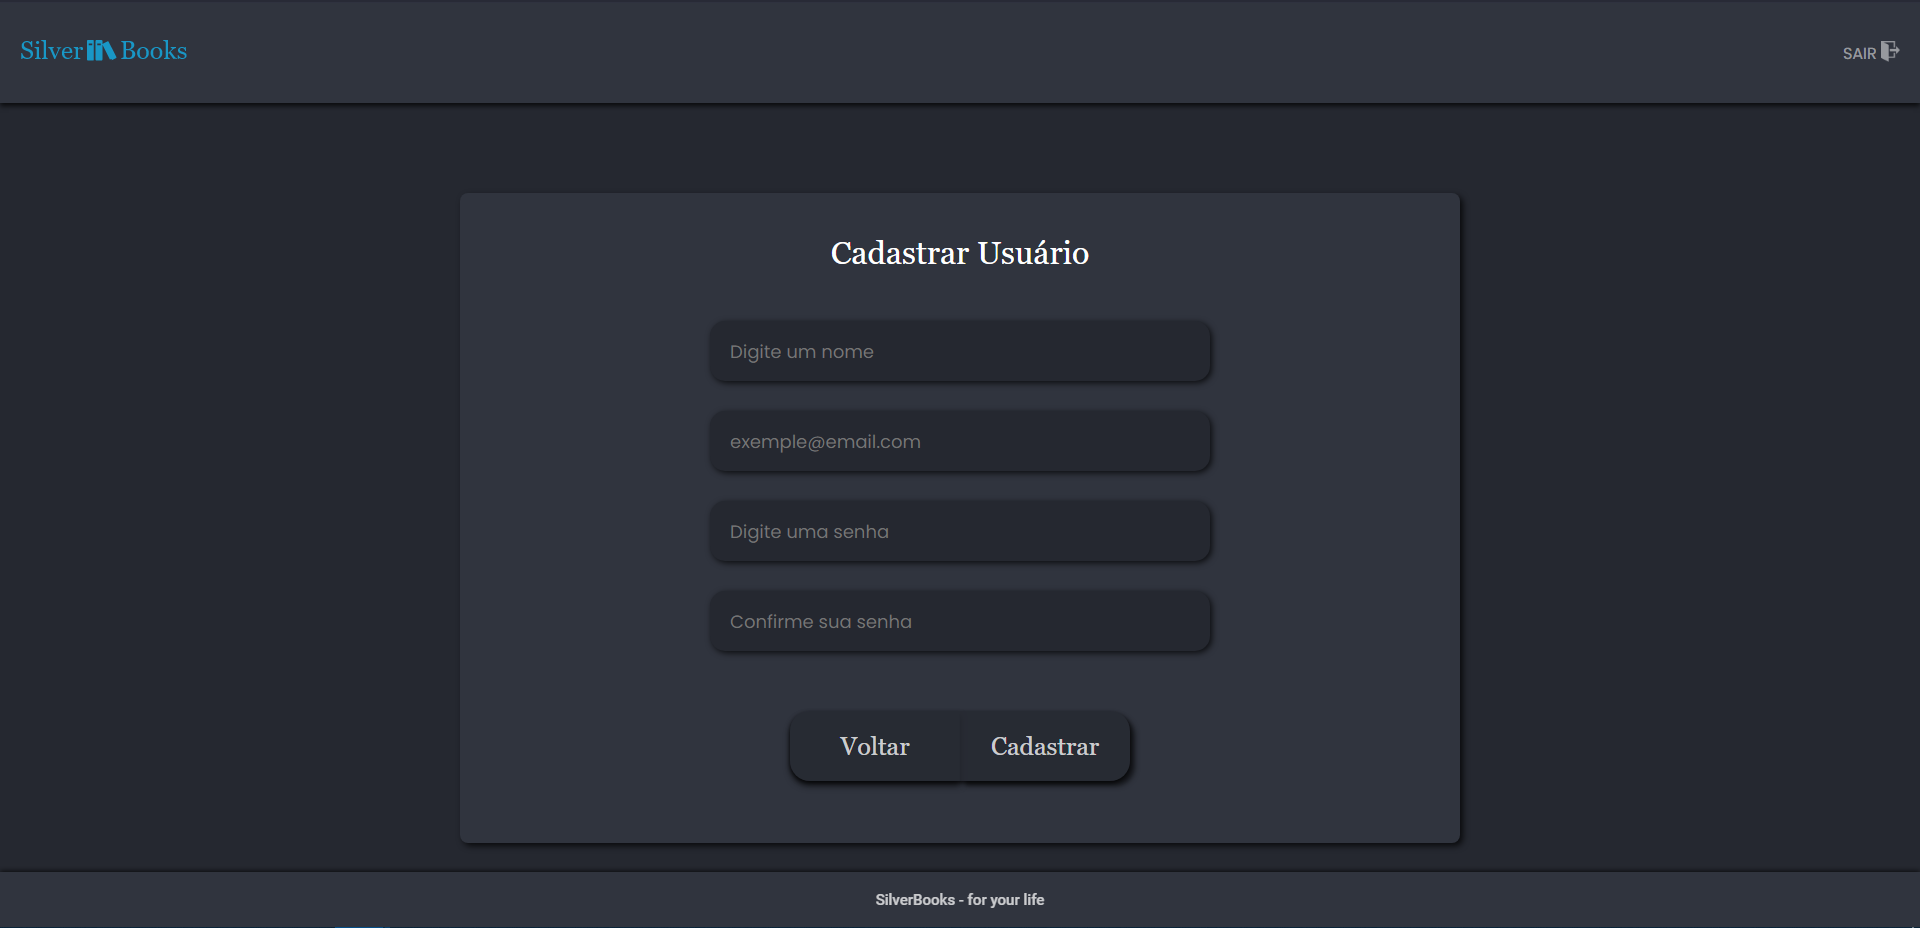 Silver Books
SAIR
Cadastrar Usuário
Digite um nome
exemple@email.com
Digite uma senha
Confirme sua senha
Voltar Cadastrar
SilverBooks - for your life